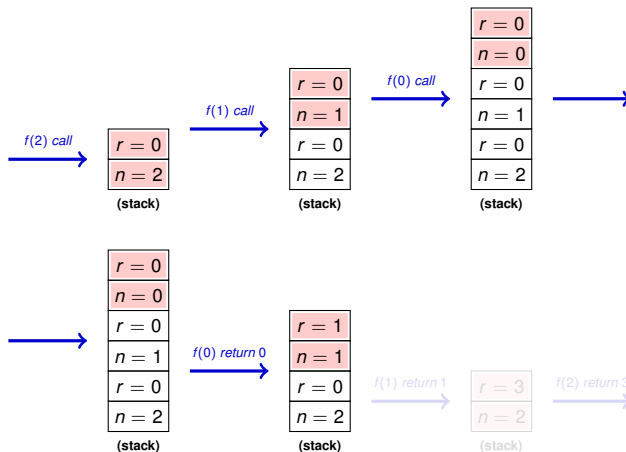 f(2) call
r = 0
n = 2
(stack)
f(1) call
r = 0
n = 1
r = 0
n = 2
(stack)
f(0) call
r = 0
n = 0
r = 0
n = 1
r = 0
n = 2
(stack)
r = 0
n = 0
r = 0
n = 1
r = 0
n = 2
(stack)
f(0) return 0
r = 1
n = 1
r = 0
n = 2
(stack)
f(1) return 1
r = 3
n = 2
(stack)
f(2) return 3